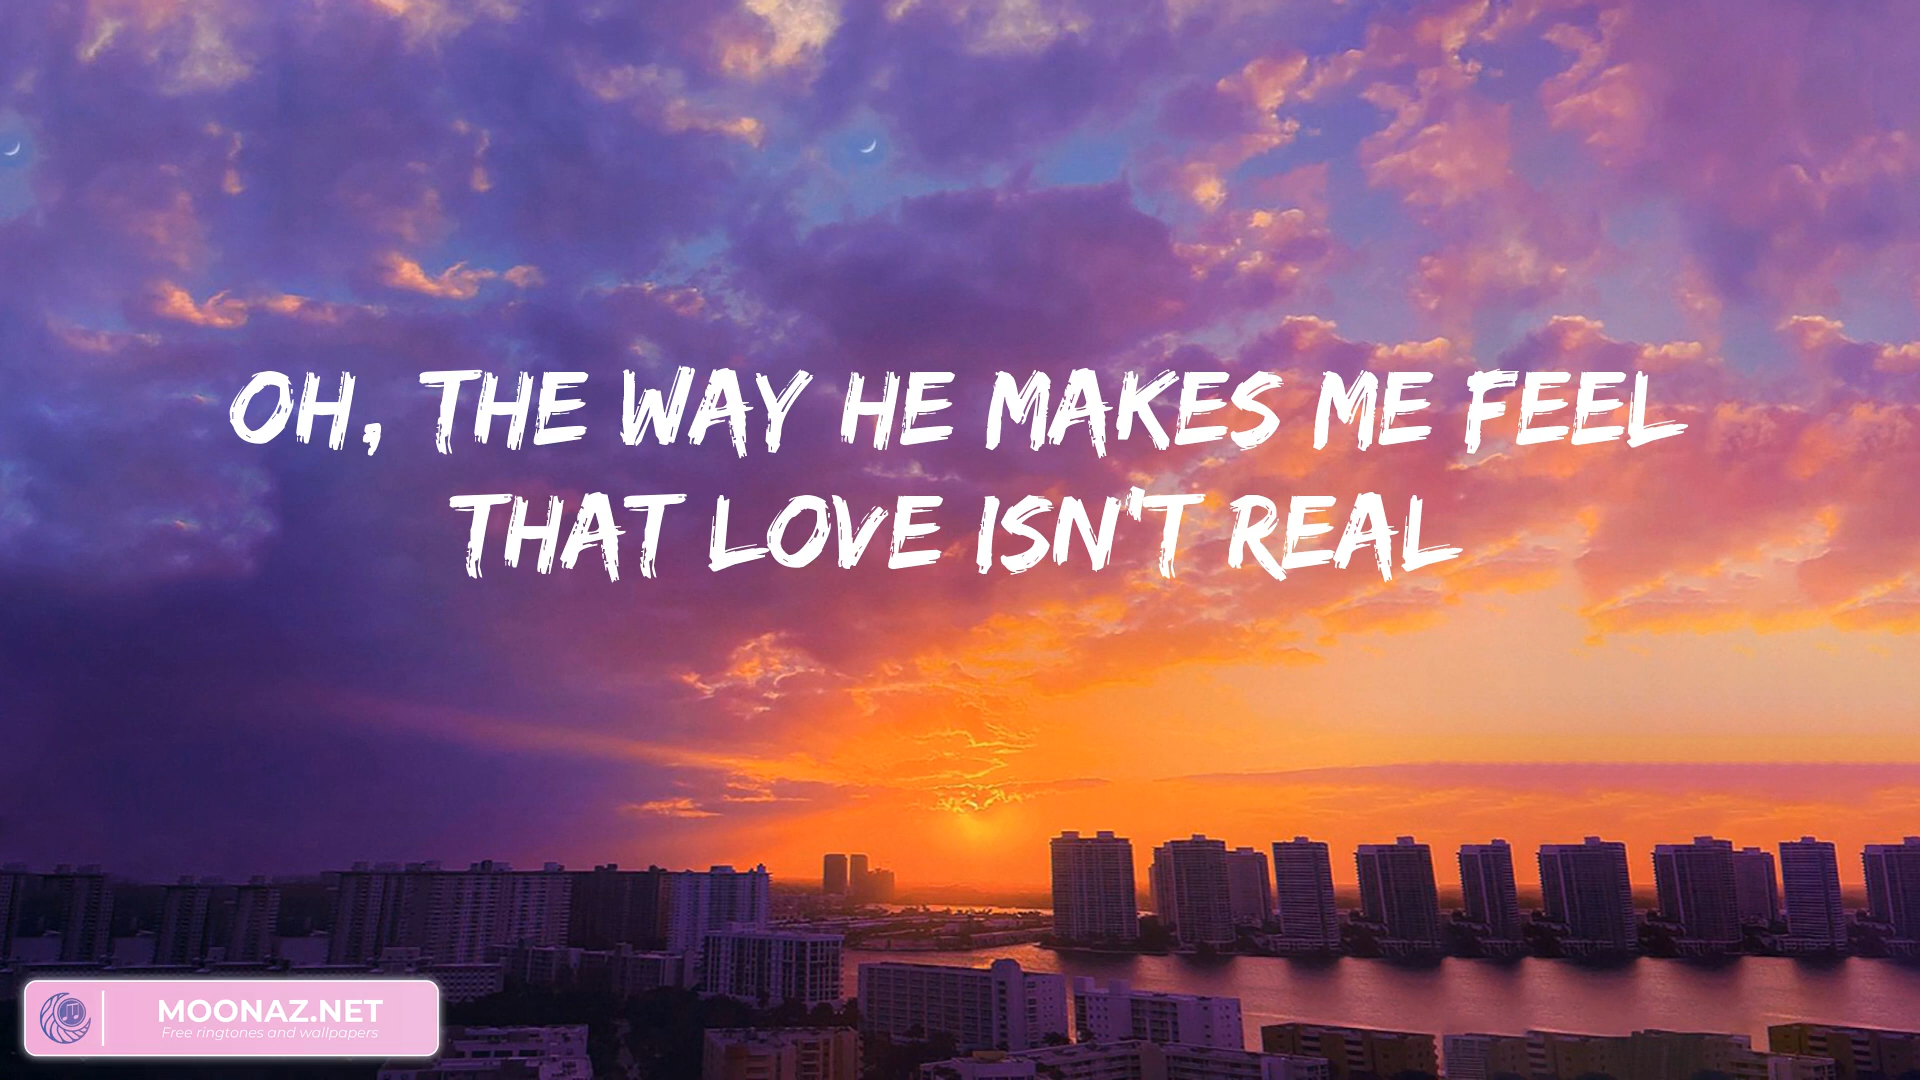 OH, THE WAY HE MAKES ME FEEL
THAT LOVE ISN'T REAL
MOONAZ.NET
Free ringtones and wallpapers